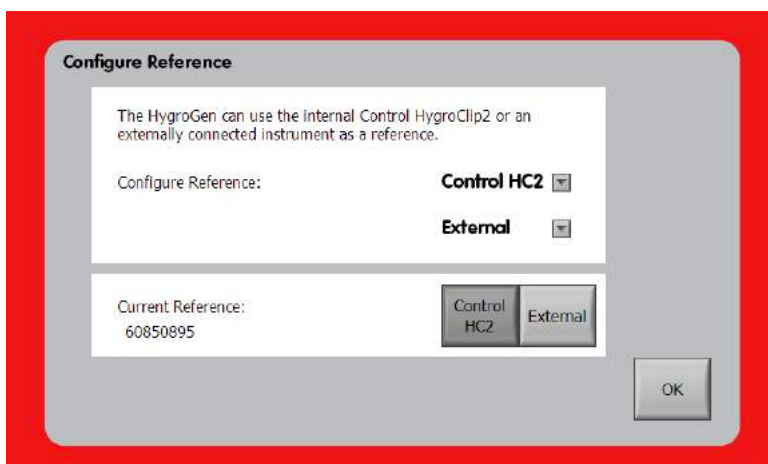 Configure Reference
The HygroGen can use the internal Control HygroClip2 or an
externally connected instrument as a reference.
Configure Reference:
Control HC2
External
Current Reference:
60850895
Control
HC2
External
OK